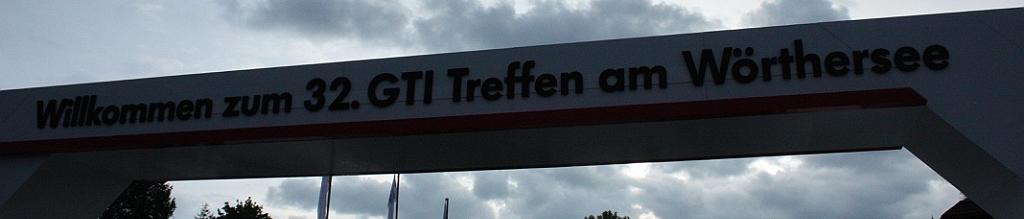 Willkommen zum 32. GTI Treffen am Wörthersee